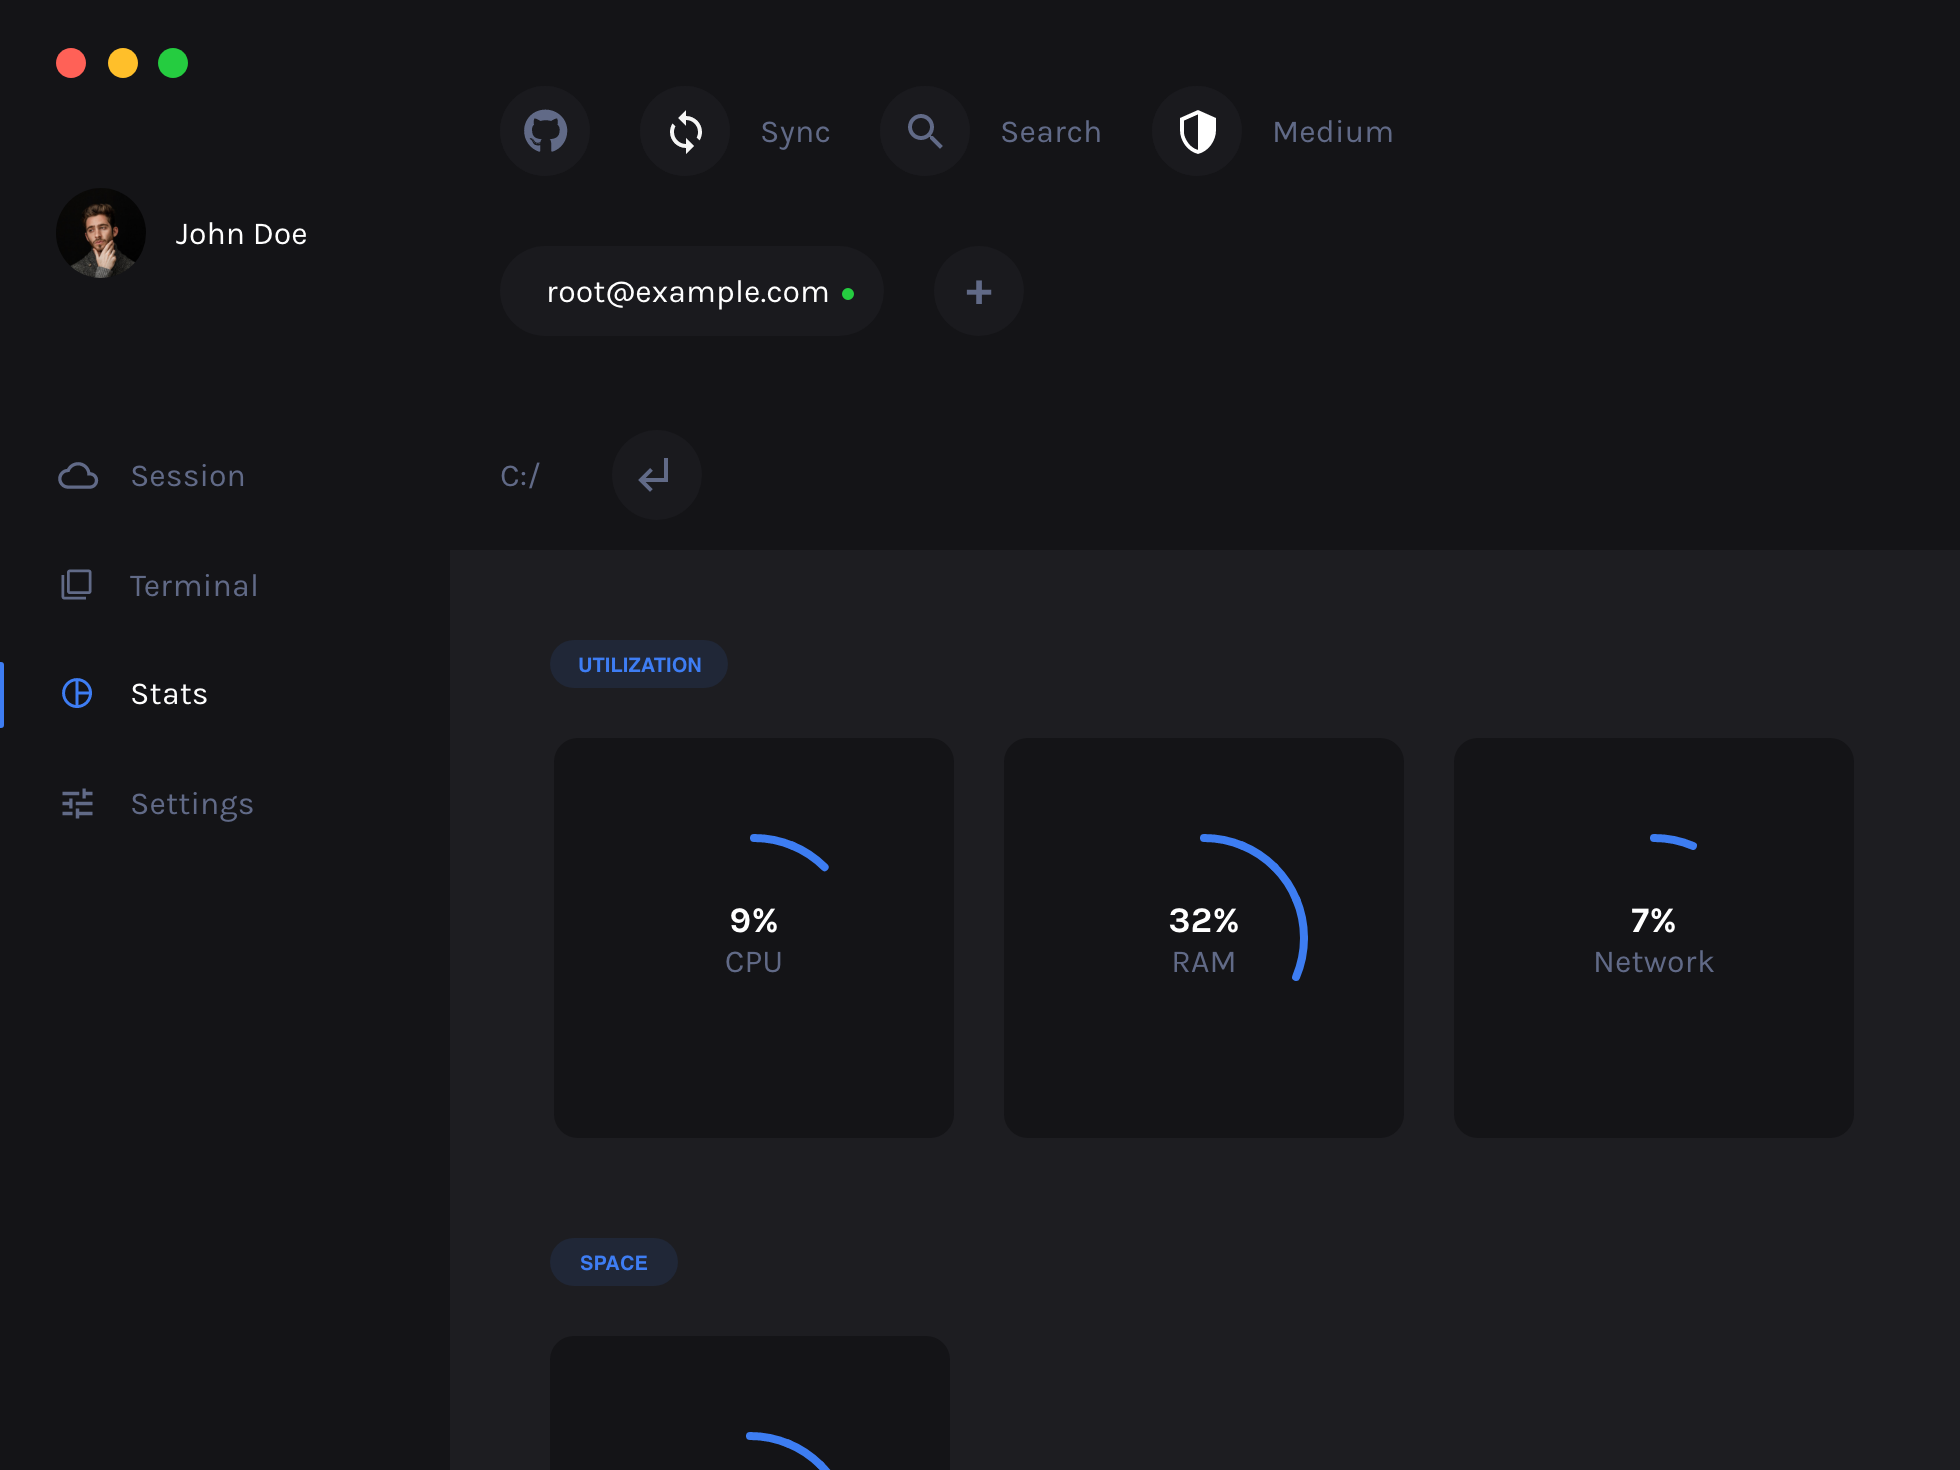 Sync
Search
Medium
John Doe
root@example.com
+
C:/
Session
Terminal
Stats
Settings
UTILIZATION
9%
CPU
32%
RAM
7%
Network
SPACE